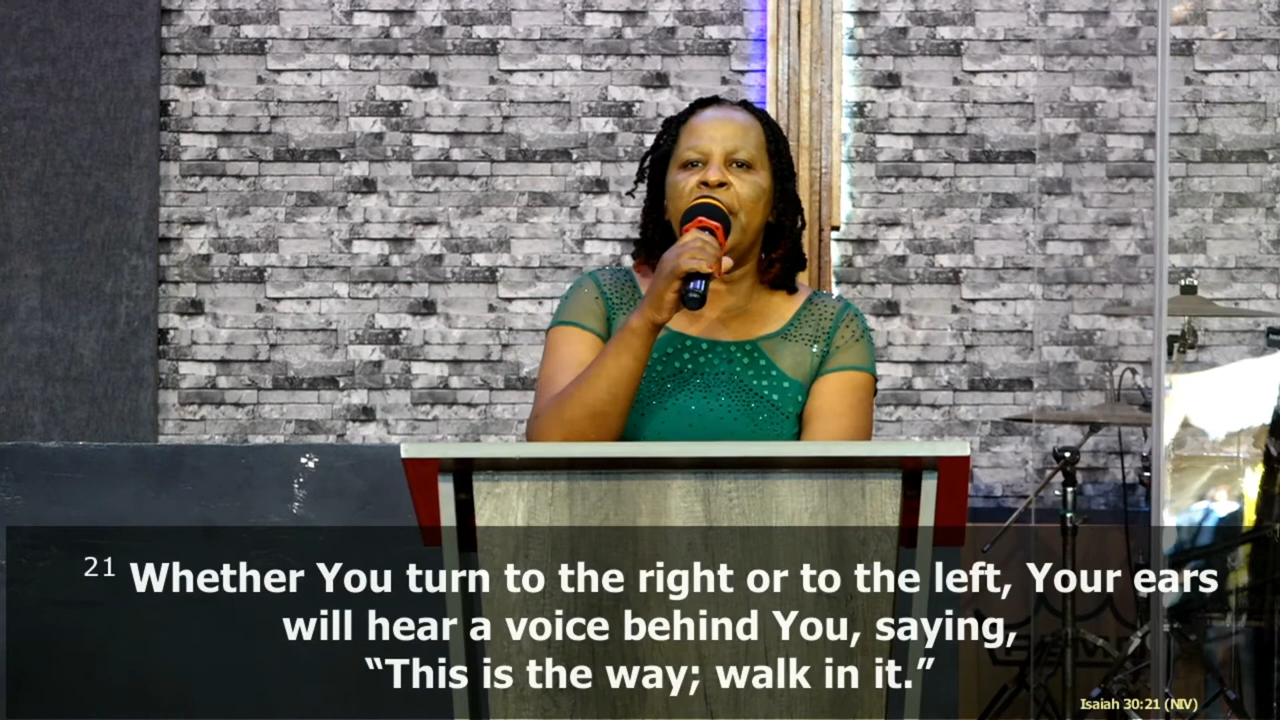 21 Whether You turn to the right or to the left, Your ears
will hear a voice behind You, saying,
“This is the way; walk in it.”
Isaiah 30:21 (NIV)